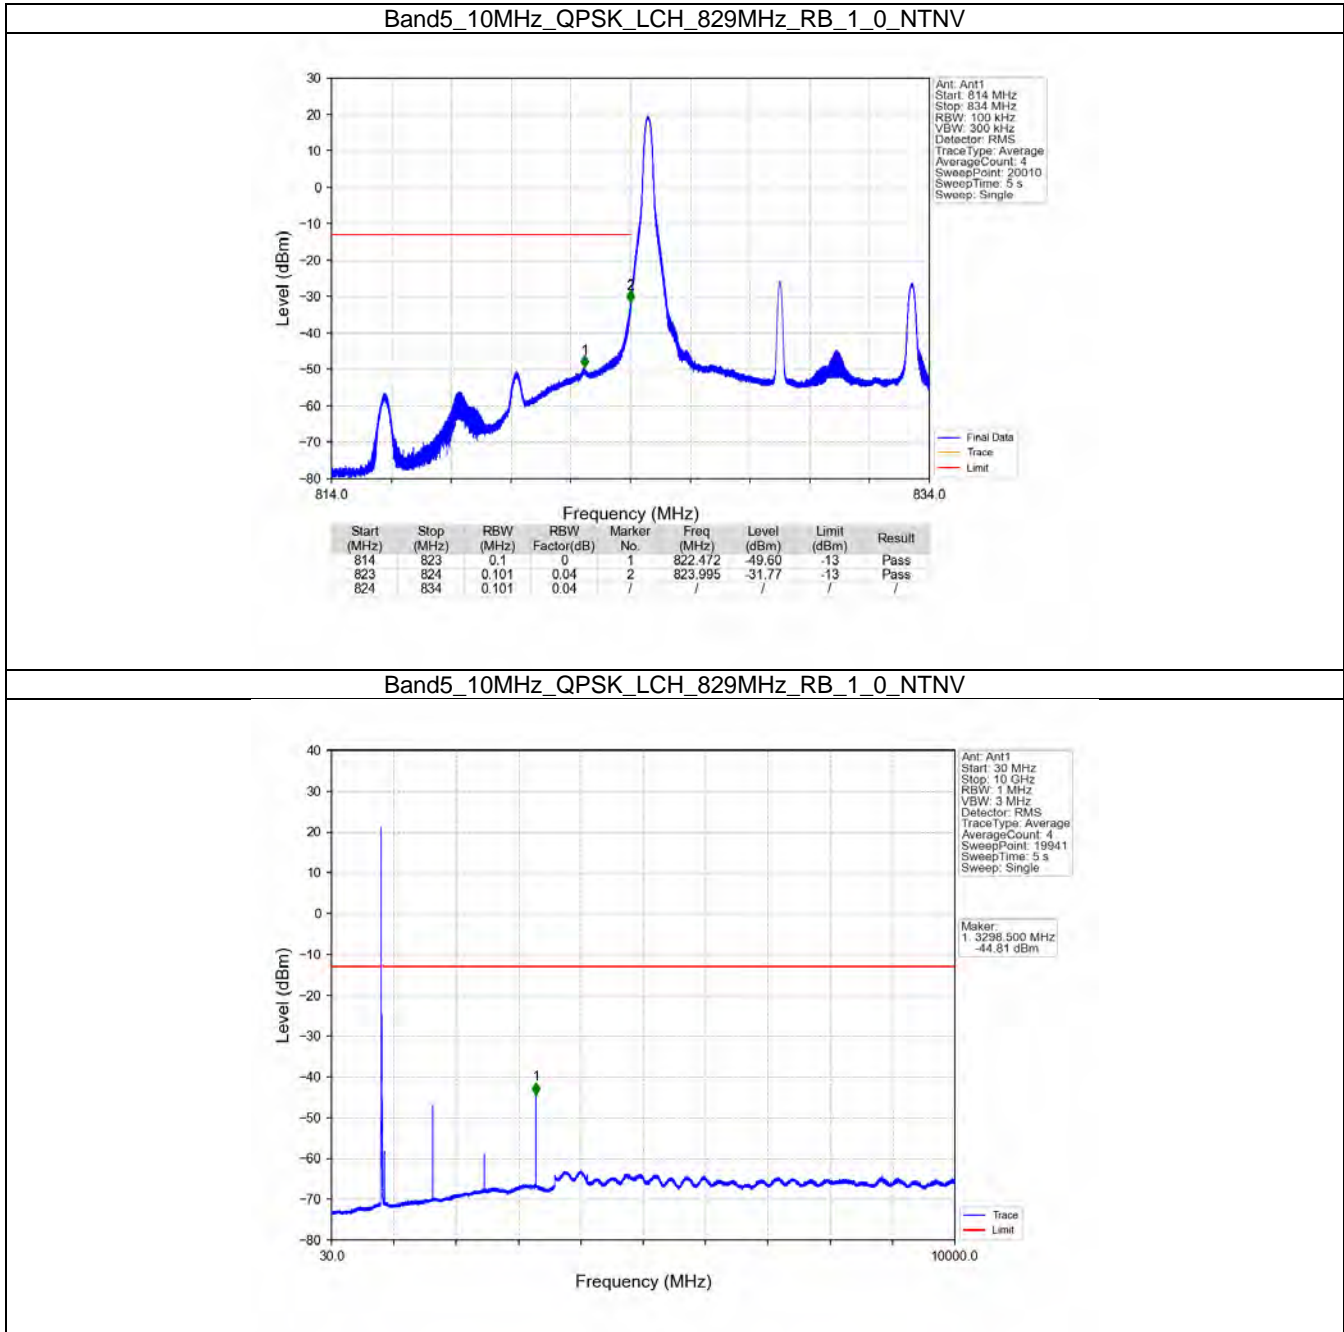 Band5_10MHz_QPSK_LCH_829MHz_RB_1_0_NTNV
30
20
10
0
−10
−20
−30
−40
−50
−60
−70
−80
Level (dBm)
2
1
814.0
834.0
Frequency (MHz)
Ant: Ant1
Start: 814 MHz
Stop: 834 MHz
RBW: 100 kHz
VBW: 300 kHz
Detector: RMS
TraceType: Average
AverageCount: 4
SweepPoint: 20010
SweepTime: 5 s
Sweep: Single
Final Data
Trace
Limit
Start (MHz) Stop (MHz) RBW (MHz) RBW Factor(dB) Marker No. Freq (MHz) Level (dBm) Limit (dBm) Result
814 823 0.1 0 1 822.472 -49.60 -13 Pass
823 824 0.101 0.04 2 823.995 -31.77 -13 Pass
824 834 0.101 0.04 / / / / /
Band5_10MHz_QPSK_LCH_829MHz_RB_1_0_NTNV
40
30
20
10
0
−10
−20
−30
−40
−50
−60
−70
−80
Level (dBm)
1
30.0
10000.0
Frequency (MHz)
Ant: Ant1
Start: 30 MHz
Stop: 10 GHz
RBW: 1 MHz
VBW: 3 MHz
Detector: RMS
TraceType: Average
AverageCount: 4
SweepPoint: 19941
SweepTime: 5 s
Sweep: Single
Maker:
1. 3298.500 MHz
-44.81 dBm
Trace
Limit